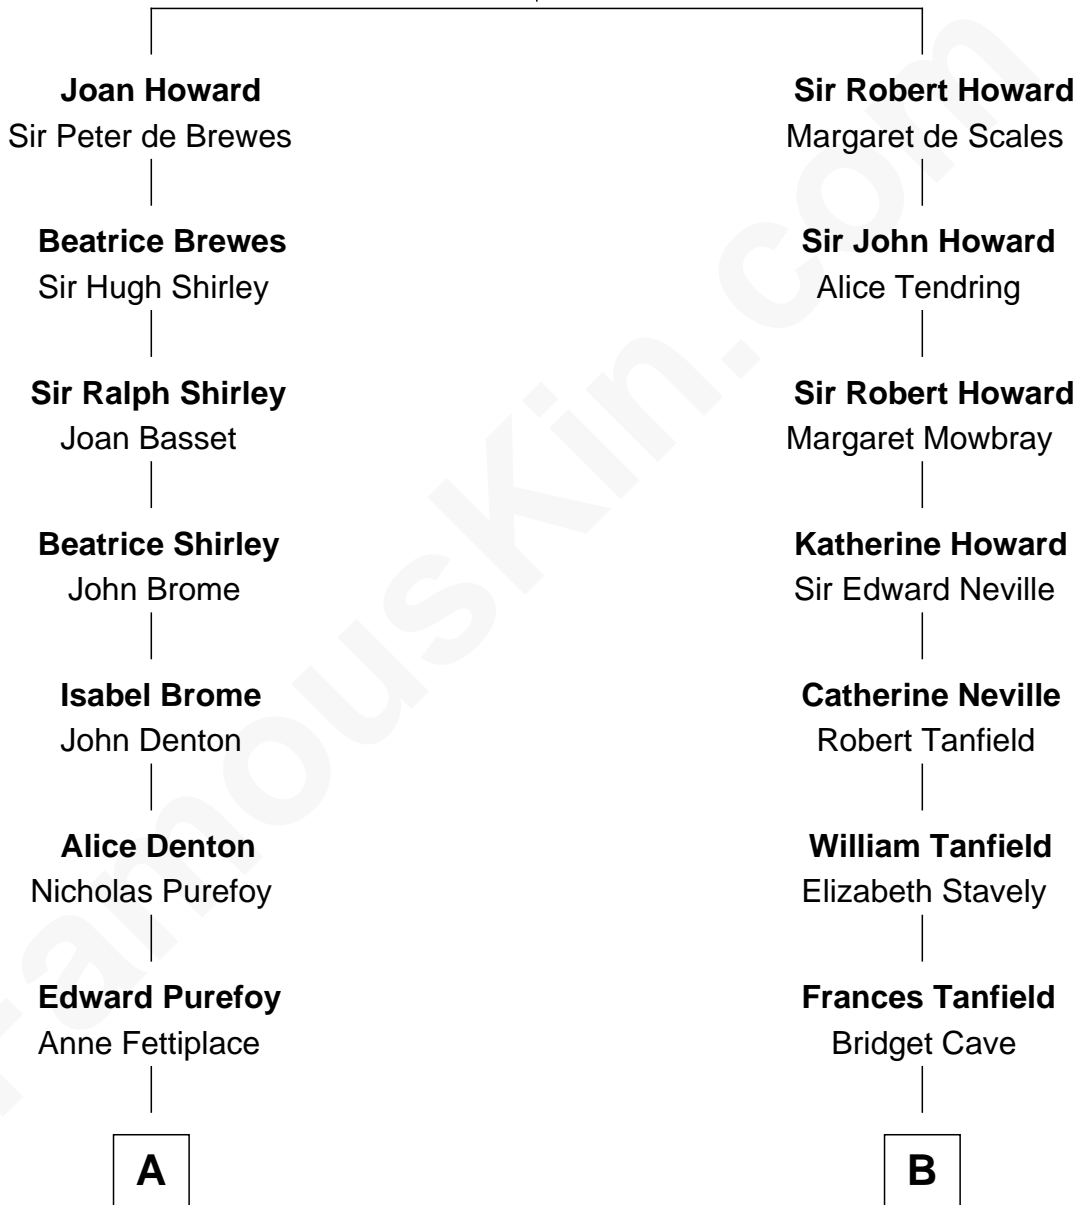 Joan Howard
Sir Peter de Brewes
Beatrice Brewes
Sir Hugh Shirley
Sir Ralph Shirley
Joan Basset
Beatrice Shirley
John Brome
Isabel Brome
John Denton
Alice Denton
Nicholas Purefoy
Edward Purefoy
Anne Fettiplace
A
Sir Robert Howard
Margaret de Scales
Sir John Howard
Alice Tendring
Sir Robert Howard
Margaret Mowbray
Katherine Howard
Sir Edward Neville
Catherine Neville
Robert Tanfield
William Tanfield
Elizabeth Stavely
Frances Tanfield
Bridget Cave
B
FamousKin.com